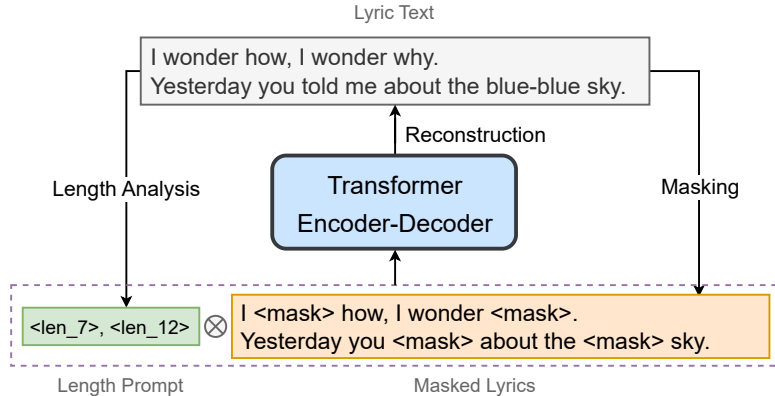 Lyric Text
I wonder how, I wonder why.
Yesterday you told me about the blue-blue sky.
Reconstruction
Length Analysis
Transformer
Encoder-Decoder
Masking
<len_7>, <len_12>
I <mask> how, I wonder <mask>.
Yesterday you <mask> about the <mask> sky.
Length Prompt
Masked Lyrics